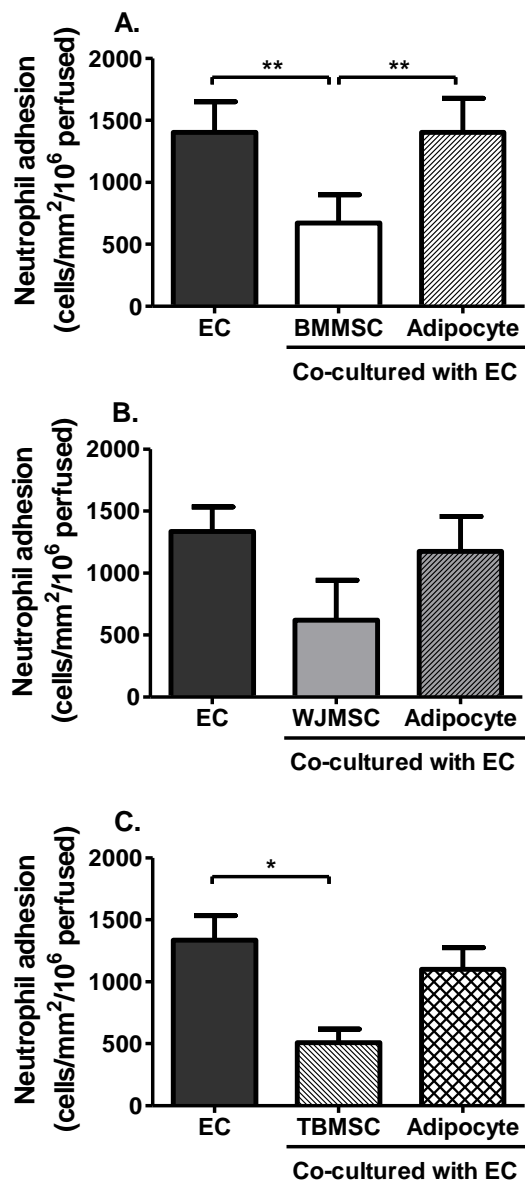 A.
Neutrophil adhesion
(cells/mm²/10⁶ perfused)
2000
1500
1000
500
0
** **
EC BMMSC Adipocyte
Co-cultured with EC
B.
Neutrophil adhesion
(cells/mm²/10⁶ perfused)
2000
1500
1000
500
0
EC WJMSC Adipocyte
Co-cultured with EC
C.
Neutrophil adhesion
(cells/mm²/10⁶ perfused)
2000
1500
1000
500
0
*
EC TBMSC Adipocyte
Co-cultured with EC